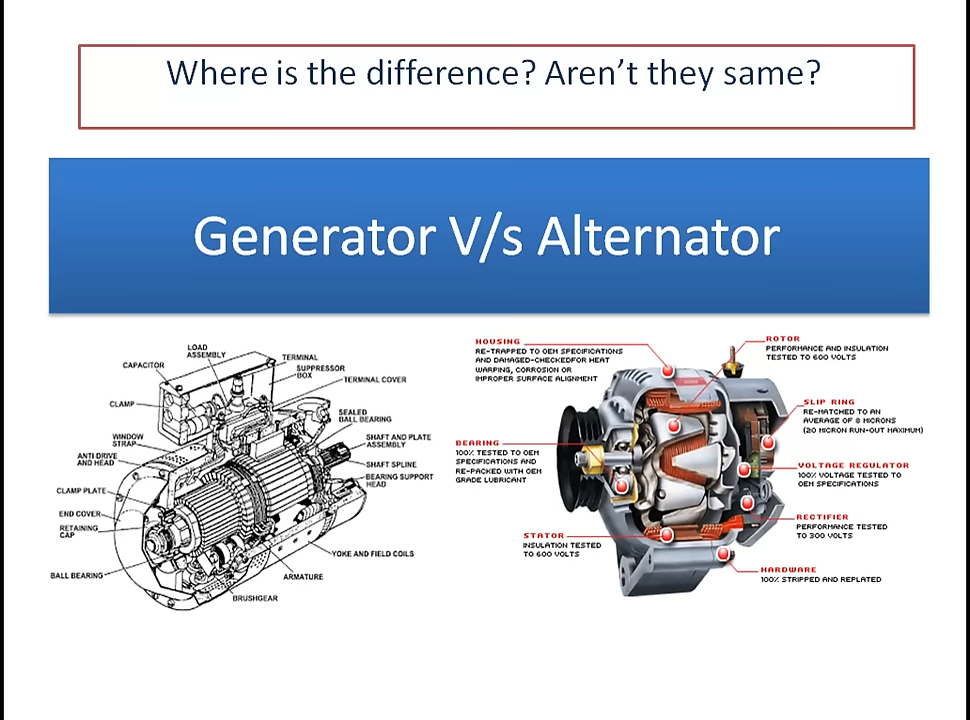 Where is the difference? Aren't they same?
Generator V/s Alternator
LOAD
ASSEMBLY
CAPACITOR
TERMINAL
SUPPRESSOR
BOX
TERMINAL COVER
CLAMP
SEALED
BALL BEARING
WINDOW
STRAP
SHAFT AND PLATE
ASSEMBLY
ANTI DRIVE
AND HEAD
SHAFT SPLINE
BEARING SUPPORT
HEAD
CLAMP PLATE
END COVER
RETAINING
CAP
YOKE AND FIELD COILS
BALL BEARING
ARMATURE
BRUSHGEAR
HOUSING
RE-TRAPPED TO OEM SPECIFICATIONS
AND DAMAGED-CHECKEDFOR HEAT
WARPING, CORROSION OR
IMPROPER SURFACE ALIGNMENT
ROTOR
PERFORMANCE AND INSULATION
TESTED TO 600 VOLTS
SLIP RING
RE-MATCHED TO AN
AVERAGE OF 8 MICRONS
(20 MICRON RUN-OUT MAXIMUM)
BEARING
100% TESTED TO OEM
SPECIFICATIONS AND
RE-PACKED WITH OEM
GRADE LUBRICANT
VOLTAGE REGULATOR
100% VOLTAGE TESTED TO
OEM SPECIFICATIONS
RECTIFIER
PERFORMANCE TESTED
TO 300 VOLTS
STATOR
INSULATION TESTED
TO 600 VOLTS
HARDWARE
100% STRIPPED AND REPLATED